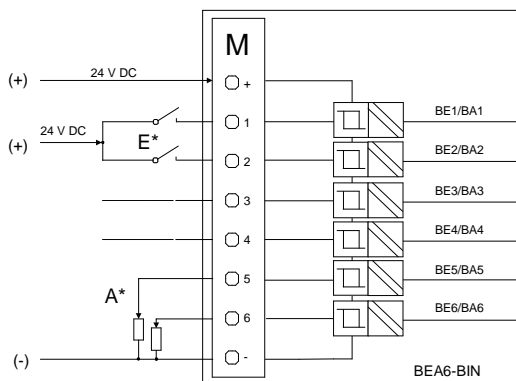 M
24 V DC
(+)
+
24 V DC
(+)
E*
1
BE1/BA1
2
BE2/BA2
3
BE3/BA3
4
BE4/BA4
A*
5
BE5/BA5
6
BE6/BA6
(-)
-
BEA6-BIN